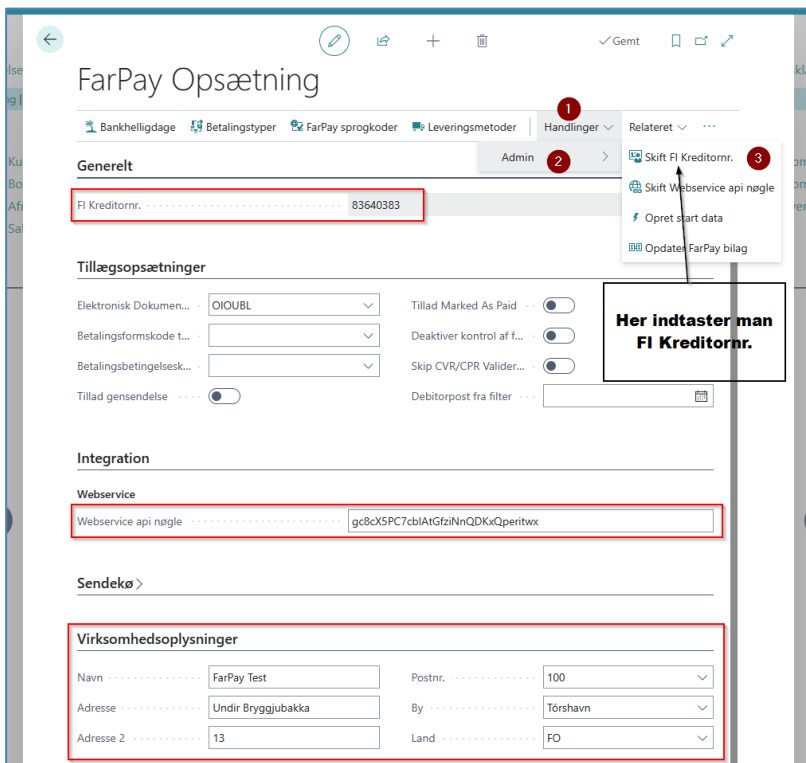 Gemt
FarPay Opsætning
1
Bankhelligdage Betalingstyper FarPay sprogkoder Leveringsmetoder Handlinger Relateret ...
Admin 2 Skift FI Kreditornr. 3
Skift Webservice api nøgle
Opret start data
Opdater FarPay bilag
Generelt
FI Kreditornr. 83640383
Her indtaster man
FI Kreditornr.
Tillægsopsætninger
Elektronisk Dokumen... OIOUBL Tillad Marked As Paid
Betalingsformskode t... Deaktiver kontrol af f...
Betalingsbetingelsesk... Skip CVR/CPR Valider...
Tillad gensendelse Debitorpost fra filter
Integration
Webservice
Webservice api nøgle gc8cX5PC7cblAtGfziNnQDKxQperitwx
Sendekø
Virksomhedsoplysninger
Navn FarPay Test Postnr. 100
Adresse Undir Bryggjubakka By Tórshavn
Adresse 2 13 Land FO